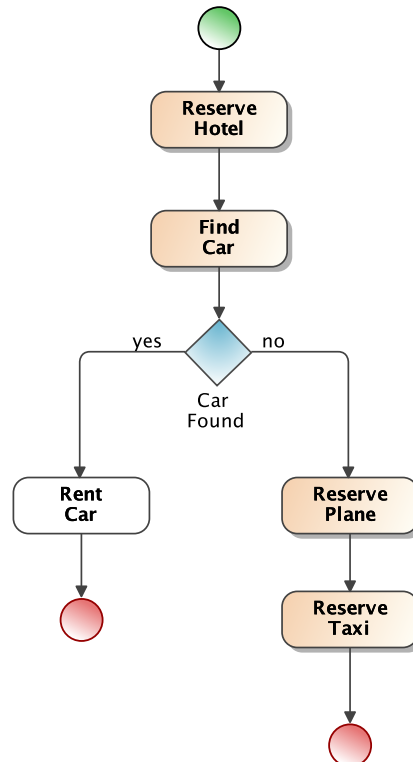 Reserve
Hotel
Find
Car
yes
no
Car
Found
Rent
Car
Reserve
Plane
Reserve
Taxi